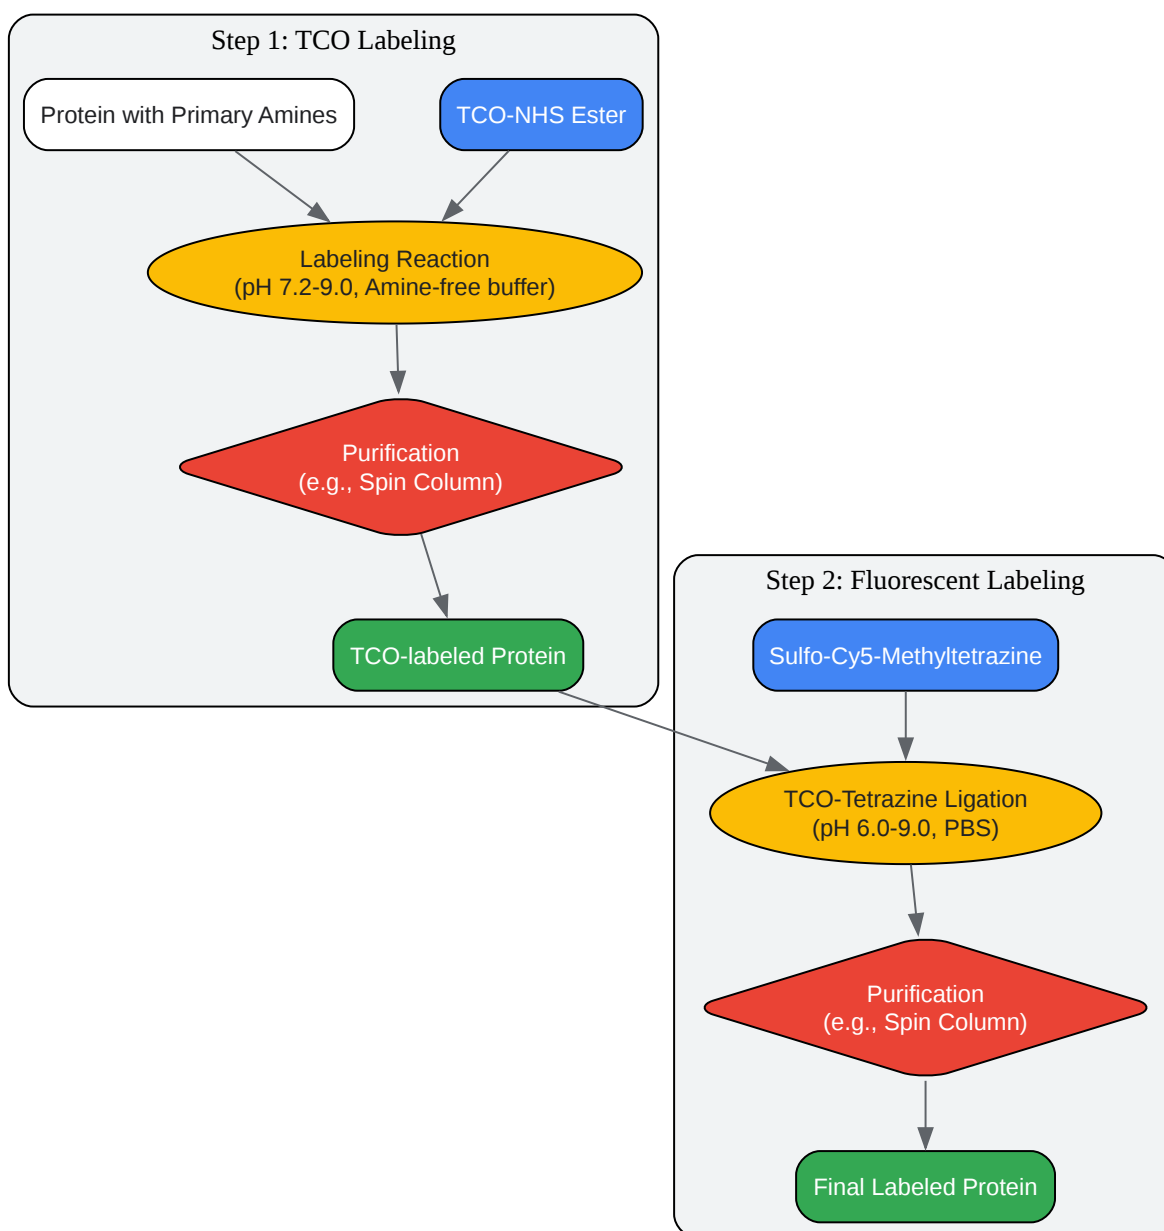 Step 1: TCO Labeling
Protein with Primary Amines
TCO-NHS Ester
Labeling Reaction
(pH 7.2-9.0, Amine-free buffer)
Purification
(e.g., Spin Column)
TCO-labeled Protein
Step 2: Fluorescent Labeling
Sulfo-Cy5-Methyltetrazine
TCO-Tetrazine Ligation
(pH 6.0-9.0, PBS)
Purification
(e.g., Spin Column)
Final Labeled Protein